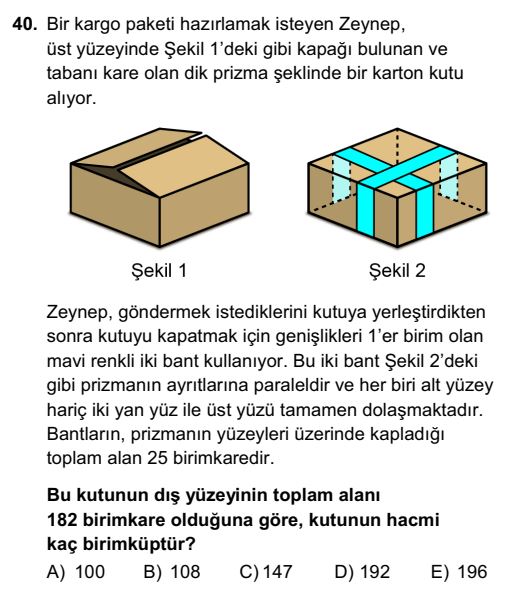 40. Bir kargo paketi hazırlamak isteyen Zeynep,
üst yüzeyinde Şekil 1’deki gibi kapağı bulunan ve
tabanı kare olan dik prizma şeklinde bir karton kutu
alıyor.
Şekil 1
Şekil 2
Zeynep, göndermek istediklerini kutuya yerleştirdikten
sonra kutuyu kapatmak için genişlikleri 1’er birim olan
mavi renkli iki bant kullanıyor. Bu iki bant Şekil 2’deki
gibi prizmanın ayrıtlarına paraleldir ve her biri alt yüzey
hariç iki yan yüz ile üst yüzü tamamen dolaşmaktadır.
Bantların, prizmanın yüzeyleri üzerinde kapladığı
toplam alan 25 birimkaredir.
Bu kutunun dış yüzeyinin toplam alanı
182 birimkare olduğuna göre, kutunun hacmi
kaç birimküptür?
A) 100 B) 108 C) 147 D) 192 E) 196